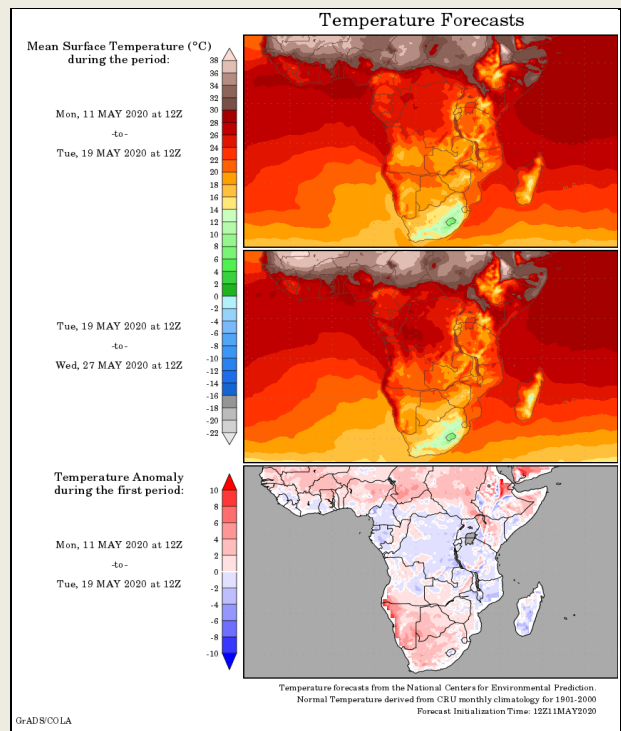 Temperature Forecasts
Mean Surface Temperature (°C)
during the period:
Mon, 11 MAY 2020 at 12Z
-to-
Tue, 19 MAY 2020 at 12Z
38
36
34
32
30
28
26
24
22
20
18
16
14
12
10
8
6
4
2
0
-2
-4
-6
-8
-10
-12
-14
-16
-17
-18
-20
-22
Tue, 19 MAY 2020 at 12Z
-to-
Wed, 27 MAY 2020 at 12Z
Temperature Anomaly
during the first period:
Mon, 11 MAY 2020 at 12Z
-to-
Tue, 19 MAY 2020 at 12Z
10
8
6
4
2
0
-2
-4
-6
-8
-10
Temperature forecasts from the National Centers for Environmental Prediction.
Normal Temperature derived from CRU monthly climatology for 1901-2000
Forecast Initialization Time: 12Z11MAY2020
GrADS/COLA